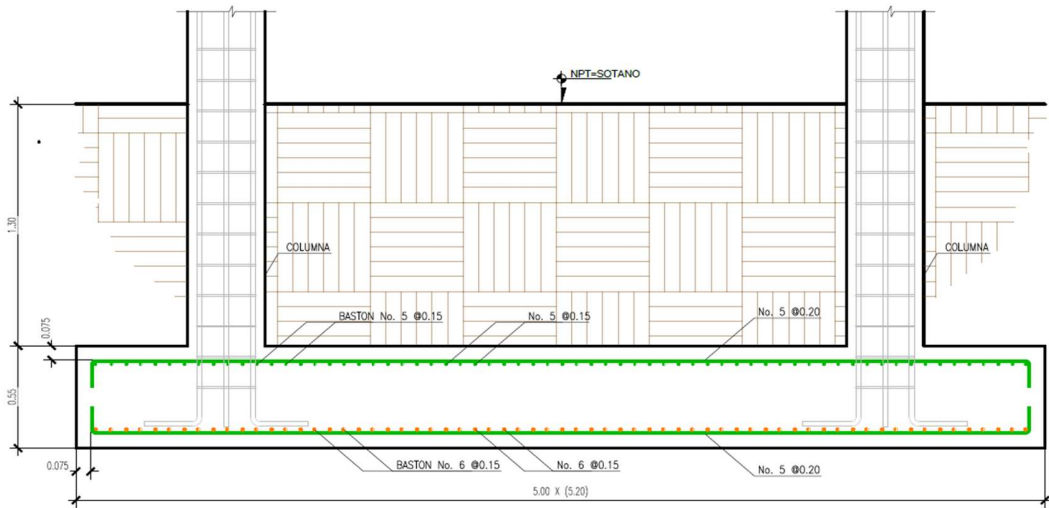 NPT=SOTANO
1.30
COLUMNA
COLUMNA
BASTON No. 5 @0.15
No. 5 @0.15
No. 5 @0.20
0.075
0.55
0.075
BASTON No. 6 @0.15
No. 6 @0.15
No. 5 @0.20
5.00 X (5.20)